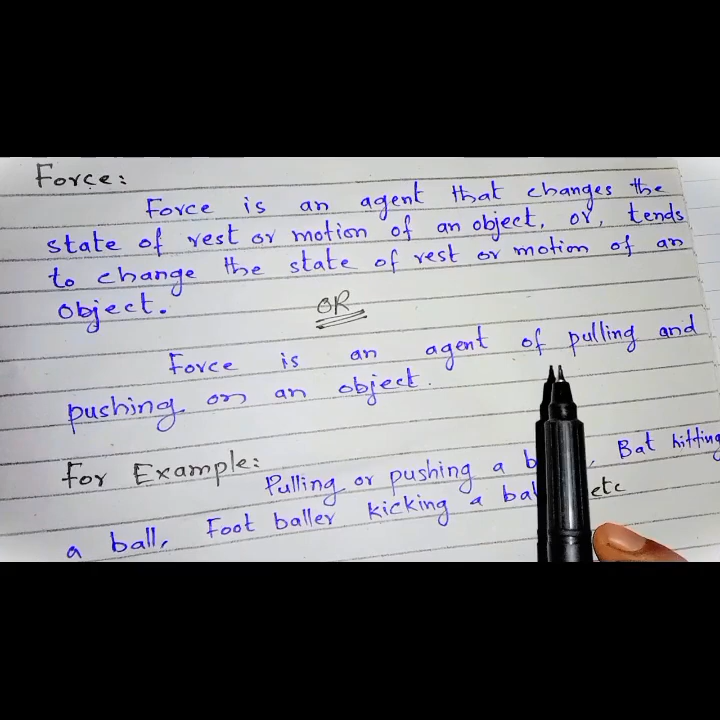 Force:
Force is an agent that changes the
state of rest or motion of an object, or, tends
to change the state of rest or motion of an
object.
OR
Force is an agent of pulling and
pushing on an object.
For Example:
Pulling or pushing a b , Bat hitting
a ball, Foot baller kicking a bal etc